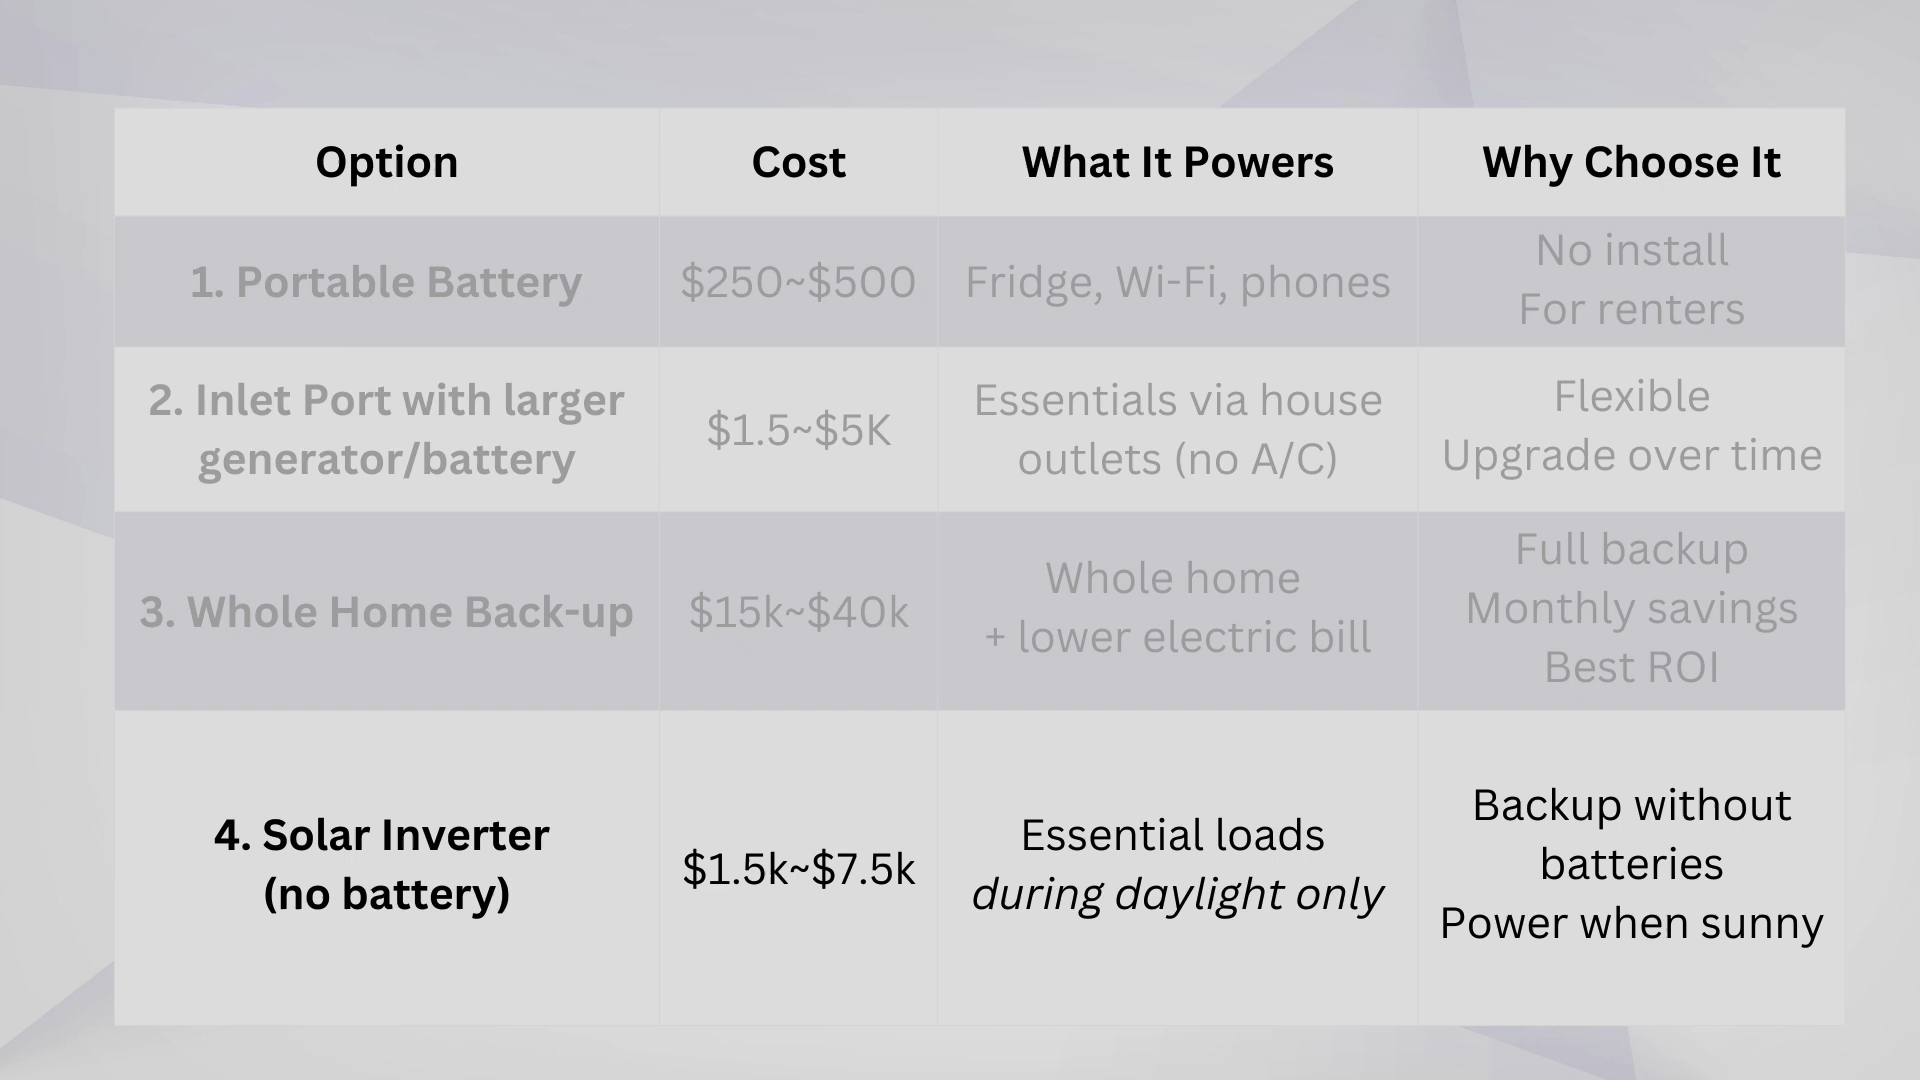 Option Cost What It Powers Why Choose It
1. Portable Battery $250~$500 Fridge, Wi-Fi, phones No install
For renters
2. Inlet Port with larger
generator/battery $1.5~$5K Essentials via house
outlets (no A/C) Flexible
Upgrade over time
3. Whole Home Back-up $15k~$40k Whole home
+ lower electric bill Full backup
Monthly savings
Best ROI
4. Solar Inverter
(no battery) $1.5k~$7.5k Essential loads
during daylight only Backup without
batteries
Power when sunny